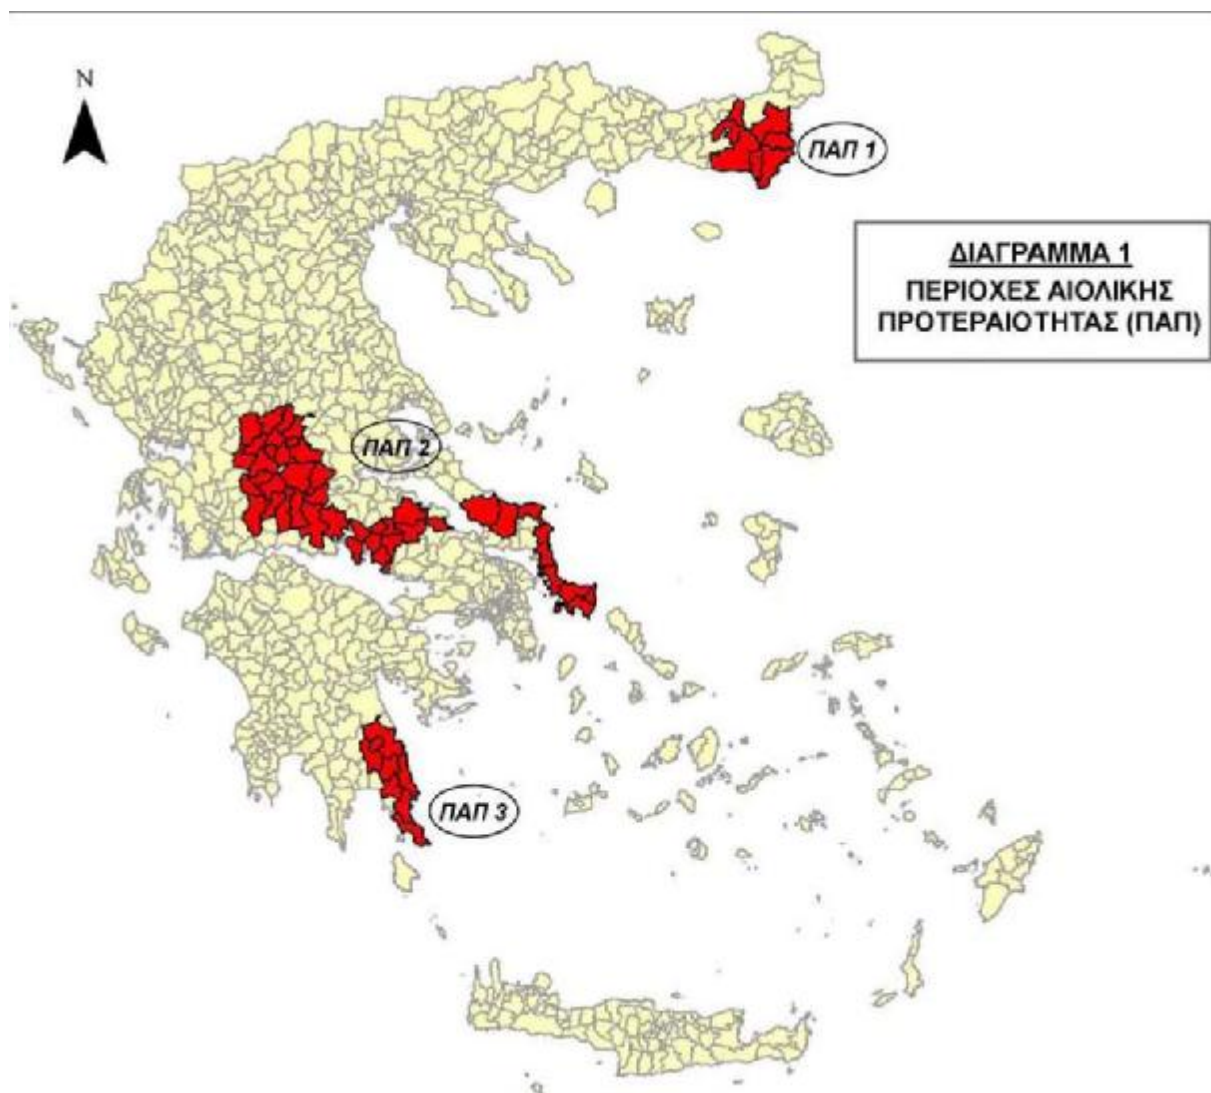 N
ΠΑΠ 1
ΔΙΑΓΡΑΜΜΑ 1
ΠΕΡΙΟΧΕΣ ΑΙΟΛΙΚΗΣ
ΠΡΟΤΕΡΑΙΟΤΗΤΑΣ (ΠΑΠ)
ΠΑΠ 2
ΠΑΠ 3